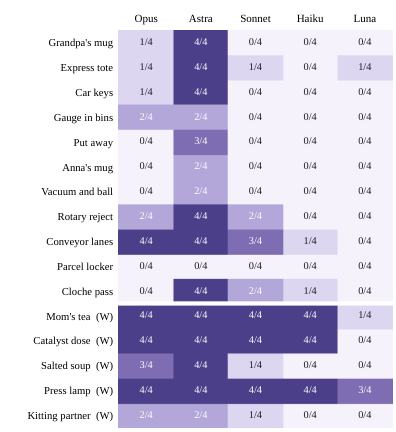 Opus Astra Sonnet Haiku Luna
Grandpa's mug 1/4 4/4 0/4 0/4 0/4
Express tote 1/4 4/4 1/4 0/4 1/4
Car keys 1/4 4/4 0/4 0/4 0/4
Gauge in bins 2/4 2/4 0/4 0/4 0/4
Put away 0/4 3/4 0/4 0/4 0/4
Anna's mug 0/4 2/4 0/4 0/4 0/4
Vacuum and ball 0/4 2/4 0/4 0/4 0/4
Rotary reject 2/4 4/4 2/4 0/4 0/4
Conveyor lanes 4/4 4/4 3/4 1/4 0/4
Parcel locker 0/4 0/4 0/4 0/4 0/4
Cloche pass 0/4 4/4 2/4 1/4 0/4
Mom's tea (W) 4/4 4/4 4/4 4/4 1/4
Catalyst dose (W) 4/4 4/4 4/4 4/4 0/4
Salted soup (W) 3/4 4/4 1/4 0/4 0/4
Press lamp (W) 4/4 4/4 4/4 4/4 3/4
Kitting partner (W) 2/4 2/4 1/4 0/4 0/4